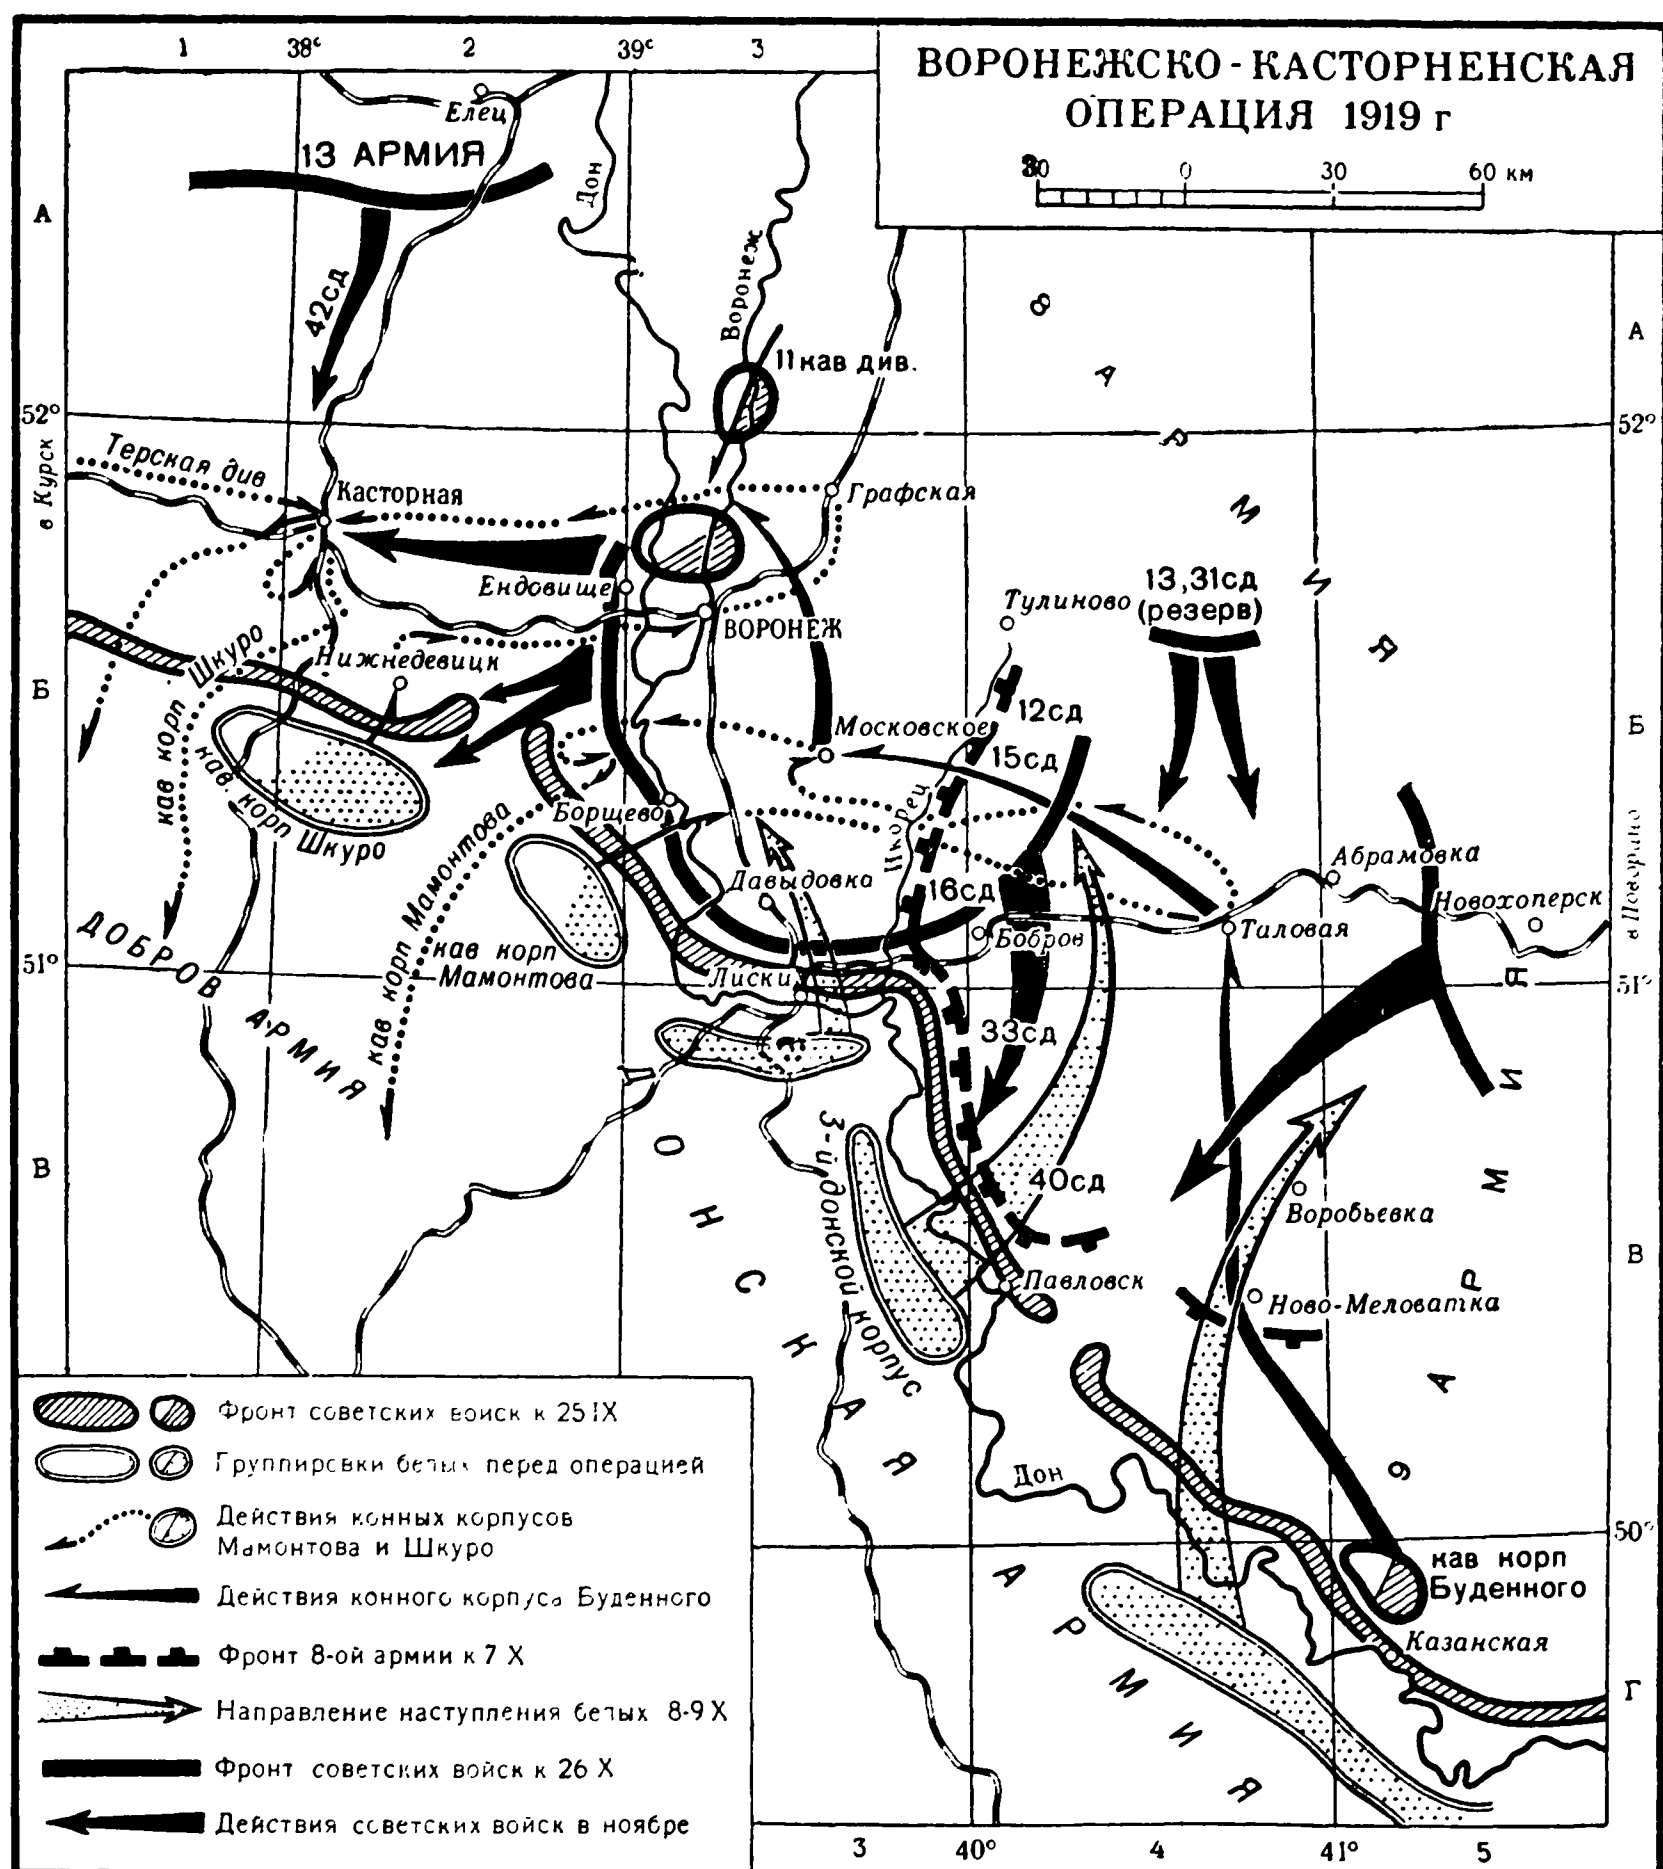 ВОРОНЕЖСКО-КАСТОРНЕНСКАЯ
ОПЕРАЦИЯ 1919 г
30 0 30 60 км
1 38° 2 39° 3
А
Б
В
52°
51°
в Курск
Елец
13 АРМИЯ
42сд
Дон
Воронеж
11 кав див.
8 АРМИЯ
А
52°
Терская див
Касторная
Графская
Ендовище
ВОРОНЕЖ
Тулиново
13,31сд
(резерв)
Шкуро
кав корп
Нижнедевицк
кав. корп Шкуро
Московское
12сд
15сд
Икорец
Борщево
кав корп Мамонтова
кав корп
Мамонтова
Давыдовка
16сд
Бобров
Абрамовка
Новохоперск
Таловая
Лиски
33сд
Б
в Поворино
51°
ДОБРОВ
АРМИЯ
ДОНСКАЯ АРМИЯ
3-й донской корпус
40сд
Павловск
Воробьевка
Ново-Меловатка
В
9 АРМИЯ
Дон
50°
кав корп
Буденного
Казанская
Г
3 40° 4 41° 5
Фронт советских войск к 25 IX
Группировки белых перед операцией
Действия конных корпусов
Мамонтова и Шкуро
Действия конного корпуса Буденного
Фронт 8-ой армии к 7 X
Направление наступления белых 8-9 X
Фронт советских войск к 26 X
Действия советских войск в ноябре